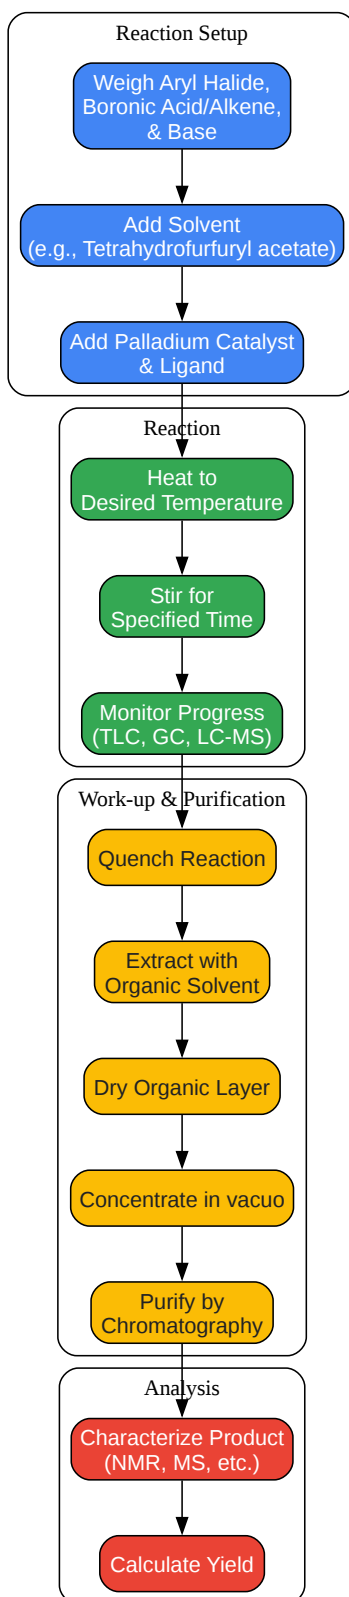 Reaction Setup
Weigh Aryl Halide,
Boronic Acid/Alkene,
& Base
Add Solvent
(e.g., Tetrahydrofurfuryl acetate)
Add Palladium Catalyst
& Ligand
Reaction
Heat to
Desired Temperature
Stir for
Specified Time
Monitor Progress
(TLC, GC, LC-MS)
Work-up & Purification
Quench Reaction
Extract with
Organic Solvent
Dry Organic Layer
Concentrate in vacuo
Purify by
Chromatography
Analysis
Characterize Product
(NMR, MS, etc.)
Calculate Yield